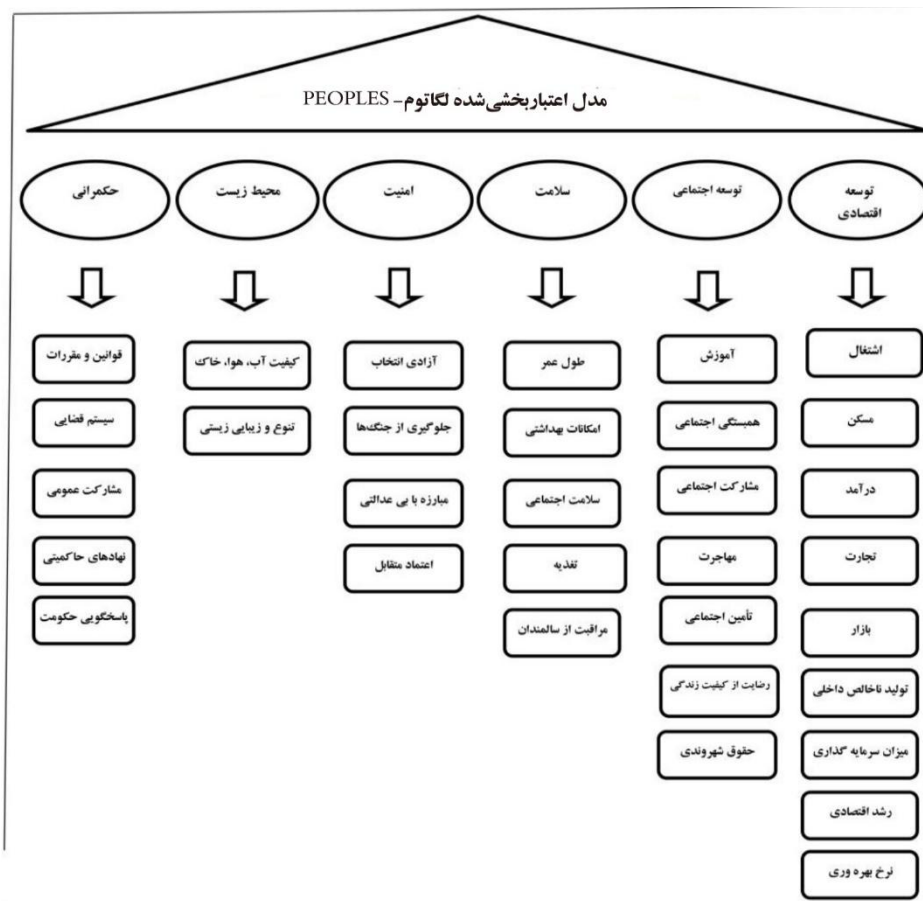 مدل اعتباربخشی‌شده لگاتوم- PEOPLES
توسعه
اقتصادی
اشتغال
مسکن
درآمد
تجارت
بازار
تولید ناخالص داخلی
میزان سرمایه گذاری
رشد اقتصادی
نرخ بهره وری
توسعه اجتماعی
آموزش
همبستگی اجتماعی
مشارکت اجتماعی
مهاجرت
تأمین اجتماعی
رضایت از کیفیت زندگی
حقوق شهروندی
سلامت
طول عمر
امکانات بهداشتی
سلامت اجتماعی
تغذیه
مراقبت از سالمندان
امنیت
آزادی انتخاب
جلوگیری از جنگ‌ها
مبارزه با بی عدالتی
اعتماد متقابل
محیط زیست
کیفیت آب، هوا، خاک
تنوع و زیبایی زیستی
حکمرانی
قوانین و مقررات
سیستم قضایی
مشارکت عمومی
نهادهای حاکمیتی
پاسخگویی حکومت